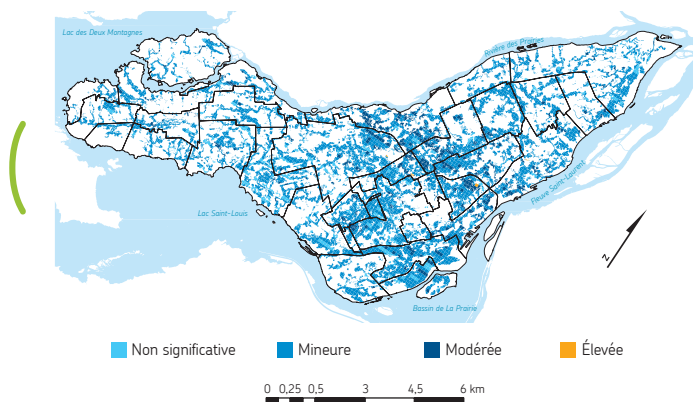 Lac des Deux Montagnes
Rivière des Prairies
Fleuve Saint-Laurent
Lac Saint-Louis
N
Bassin de La Prairie
Non significative
Mineure
Modérée
Élevée
0 0,25 0,5 3 4,5 6 km